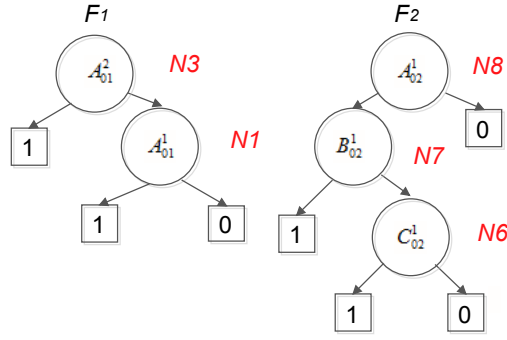 F1 F2
A^2_01 N3 A^1_02 N8
1 A^1_01 N1 B^1_02 N7 0
1 0 1 C^1_02 N6
1 0